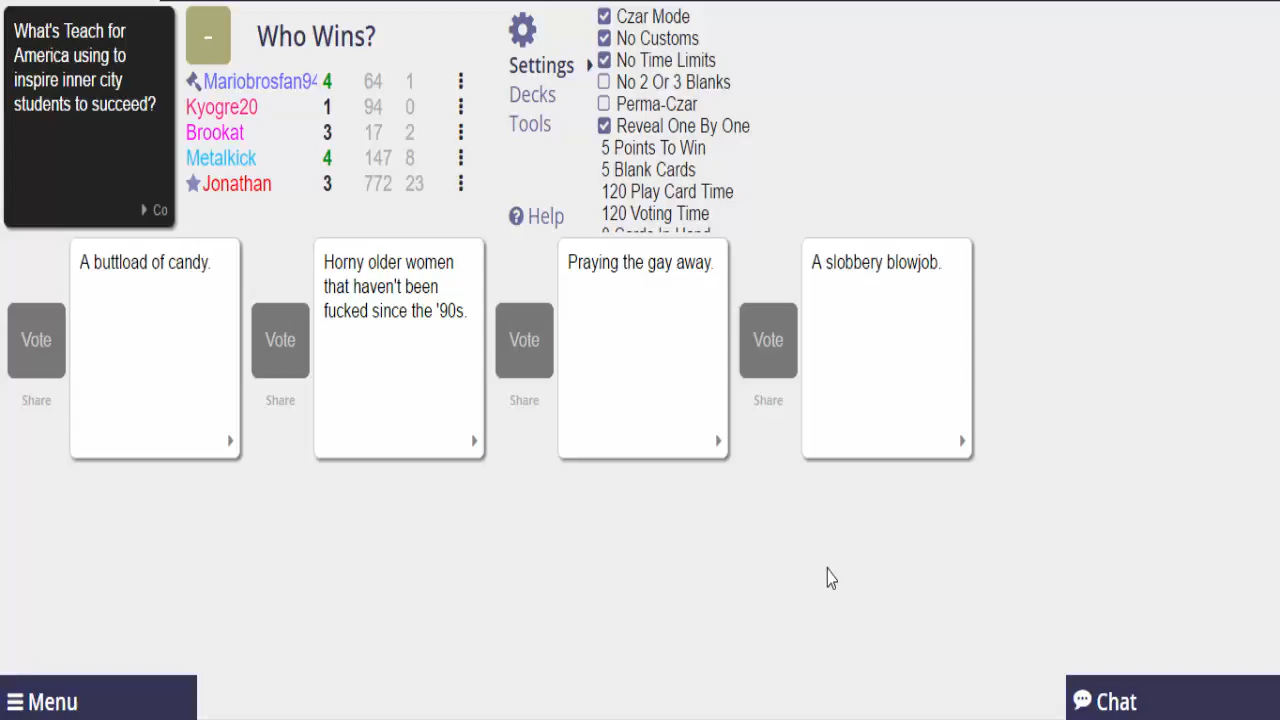 What's Teach for
America using to
inspire inner city
students to succeed?
Co
-
Who Wins?
Mariobrosfan94 4 64 1
Kyogre20 1 94 0
Brookat 3 17 2
Metalkick 4 147 8
Jonathan 3 772 23
Settings
Decks
Tools
Help
Czar Mode
No Customs
No Time Limits
No 2 Or 3 Blanks
Perma-Czar
Reveal One By One
5 Points To Win
5 Blank Cards
120 Play Card Time
120 Voting Time
Vote
Share
A buttload of candy.
Vote
Share
Horny older women
that haven't been
fucked since the '90s.
Vote
Share
Praying the gay away.
Vote
Share
A slobbery blowjob.
Menu
Chat